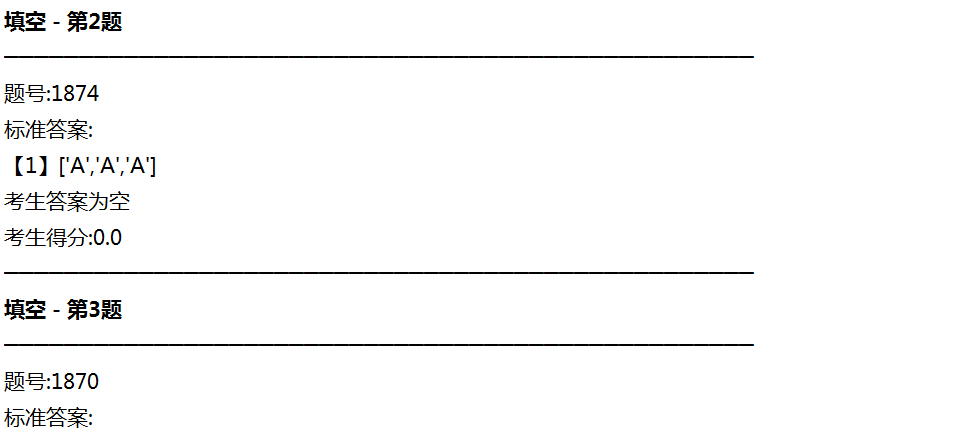 填空 - 第2题
题号:1874
标准答案:
【1】['A','A','A']
考生答案为空
考生得分:0.0
填空 - 第3题
题号:1870
标准答案: